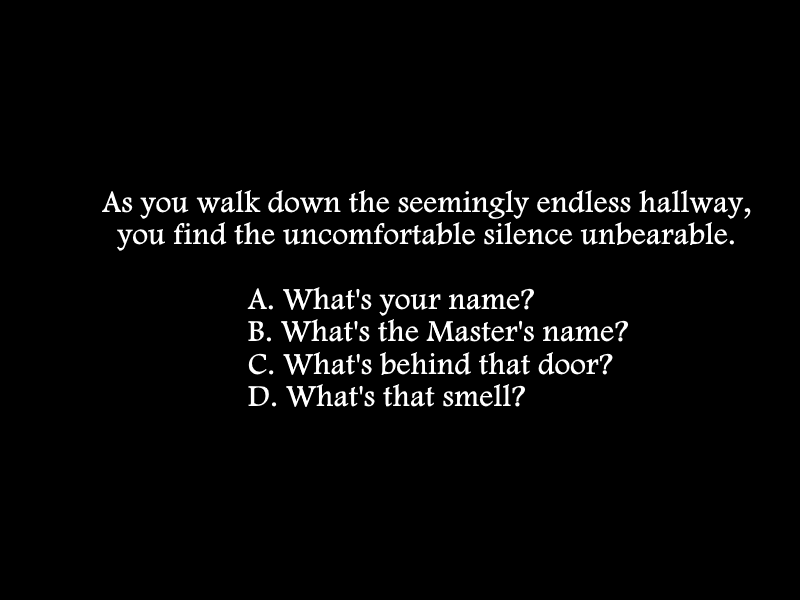 As you walk down the seemingly endless hallway,
you find the uncomfortable silence unbearable.
A. What's your name?
B. What's the Master's name?
C. What's behind that door?
D. What's that smell?